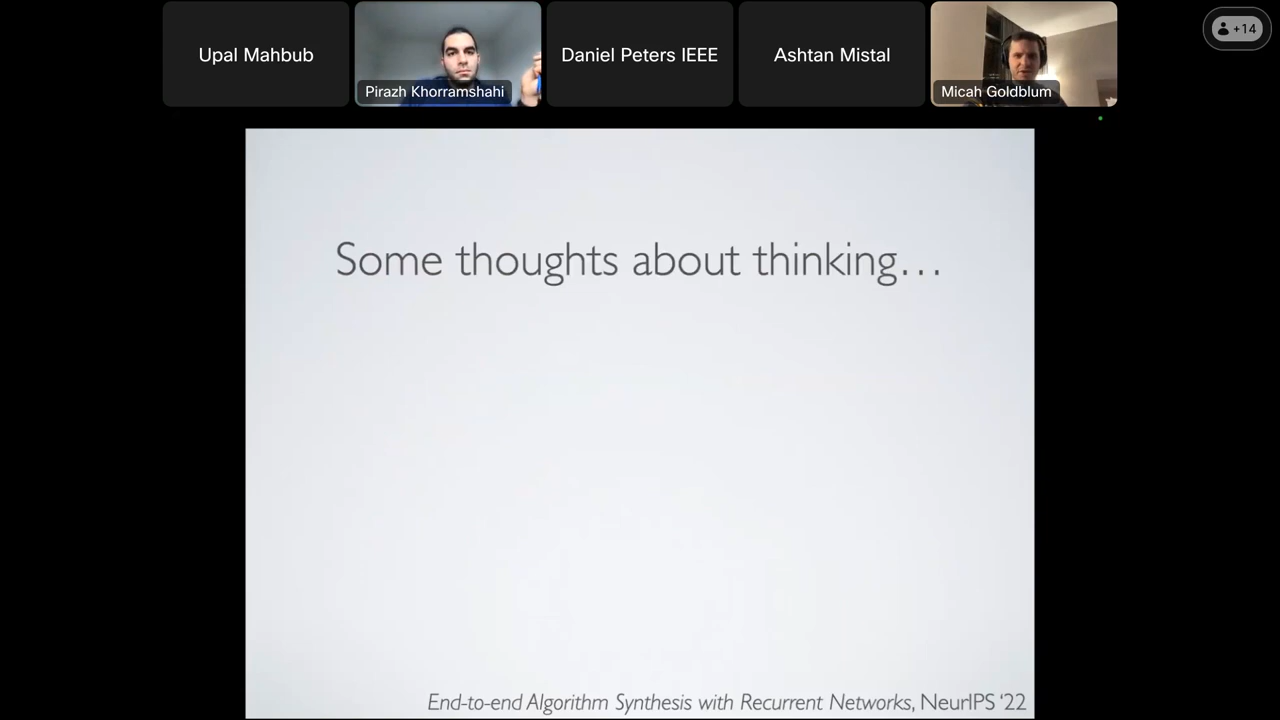 Upal Mahbub
Pirazh Khorramshahi
Daniel Peters IEEE
Ashtan Mistal
Micah Goldblum
+14
Some thoughts about thinking...
End-to-end Algorithm Synthesis with Recurrent Networks, NeurIPS ‘22